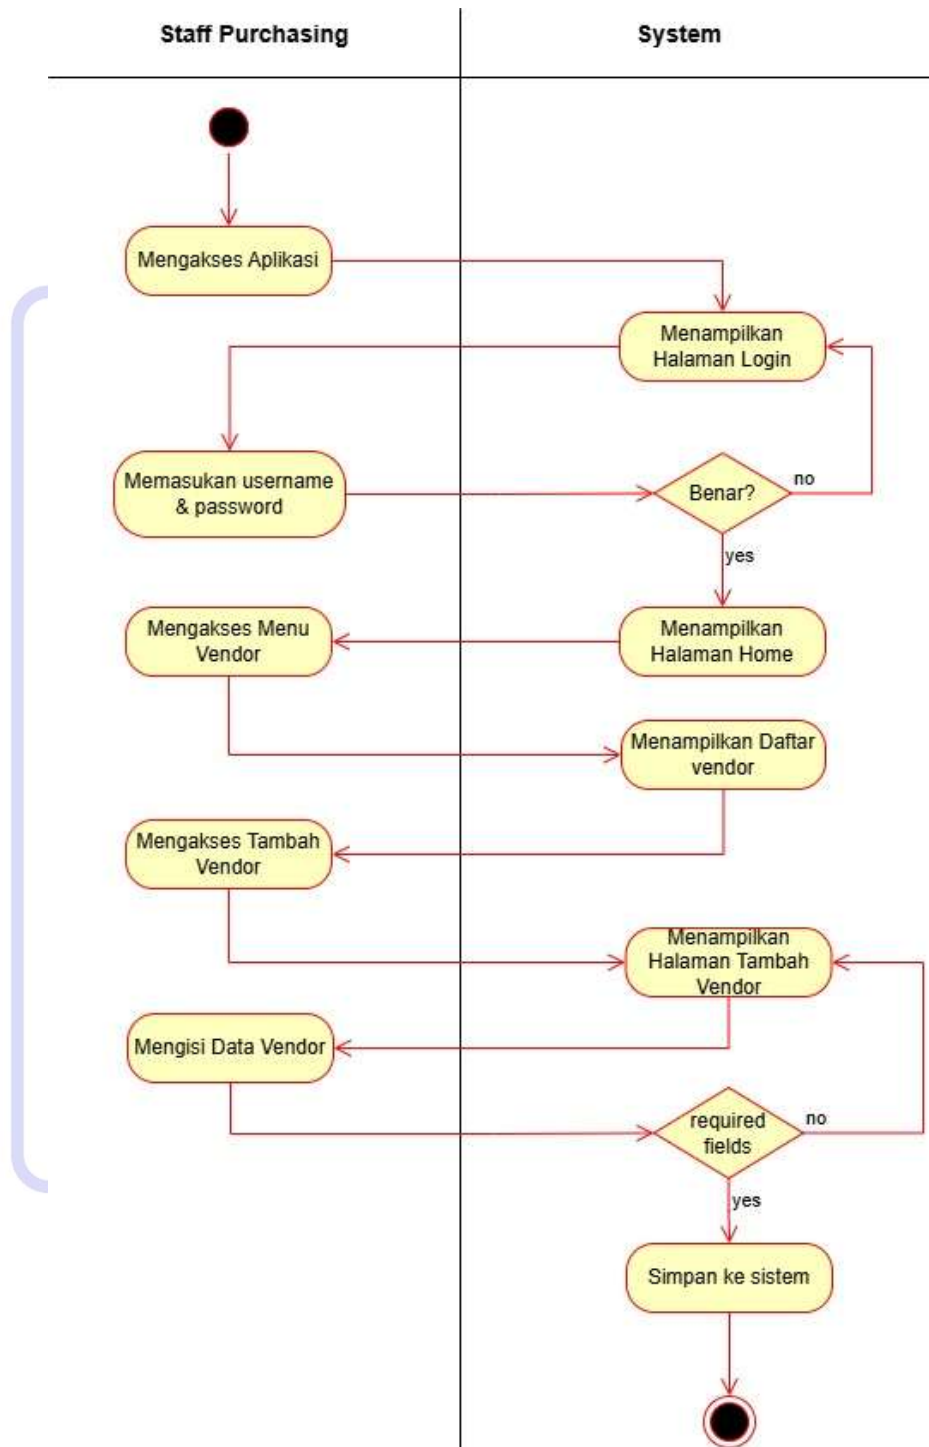 Staff Purchasing
System
Mengakses Aplikasi
Menampilkan
Halaman Login
Memasukan username
& password
Benar?
no
yes
Mengakses Menu
Vendor
Menampilkan
Halaman Home
Menampilkan Daftar
vendor
Mengakses Tambah
Vendor
Menampilkan
Halaman Tambah
Vendor
Mengisi Data Vendor
required
fields
no
yes
Simpan ke sistem